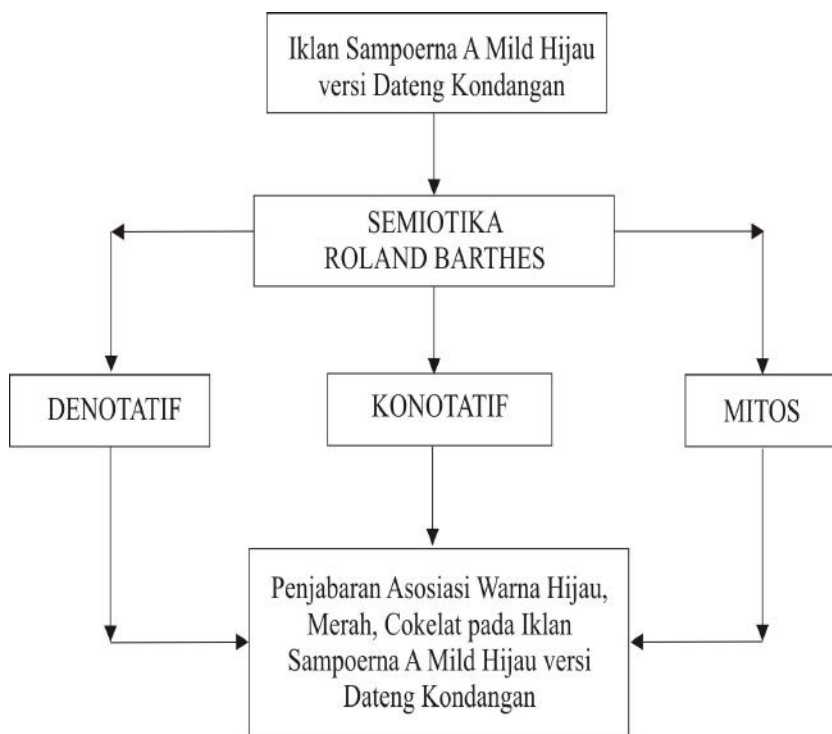 Iklan Sampoerna A Mild Hijau
versi Dateng Kondangan
SEMIOTIKA
ROLAND BARTHES
DENOTATIF
KONOTATIF
MITOS
Penjabaran Asosiasi Warna Hijau,
Merah, Cokelat pada Iklan
Sampoerna A Mild Hijau versi
Dateng Kondangan